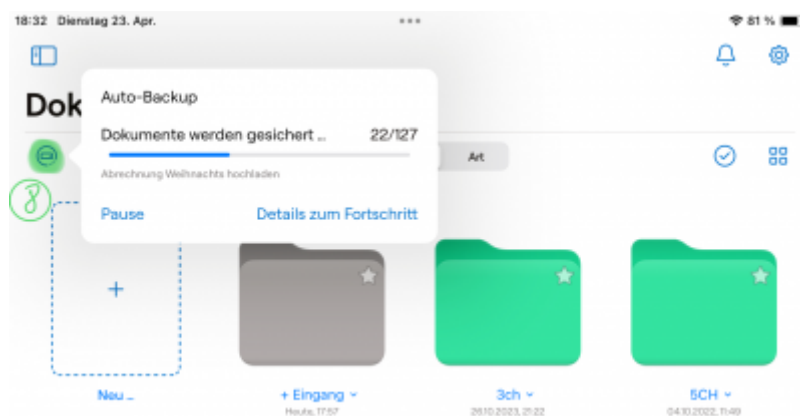 18:32 Dienstag 23. Apr.
81 %
Dok
Auto-Backup
Dokumente werden gesichert ...
22/127
Abrechnung Weihnachts hochladen
Pause
Details zum Fortschritt
Art
8
Neu ...
+ Eingang
Heute, 17:57
3ch
26.10.2023, 21:22
5CH
04.10.2022, 11:49